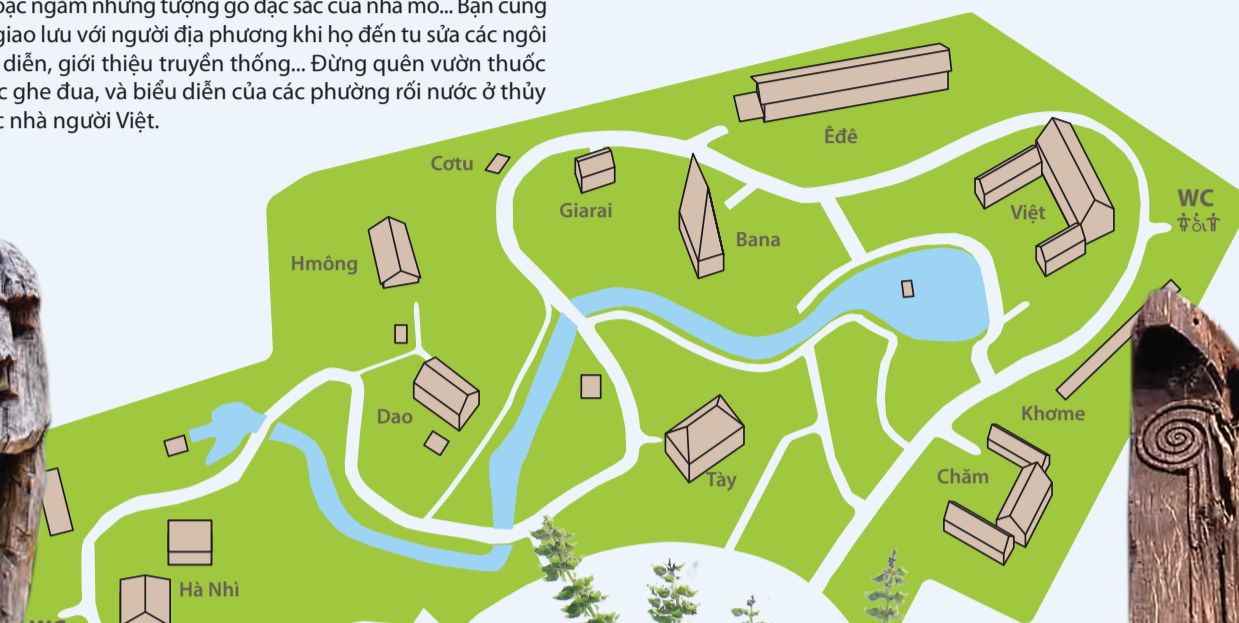 ngắm những tượng gỗ đặc sắc của nhà mồ... Bạn cũng
giao lưu với người địa phương khi họ đến tu sửa các ngôi
diễn, giới thiệu truyền thống... Đừng quên vườn thuốc
ghe đua, và biểu diễn của các phường rối nước ở thủy
nhà người Việt.
Êđê
Cơtu
Giarai
Việt
WC
Bana
Hmông
Dao
Khơme
Tày
Chăm
Hà Nhì
WC